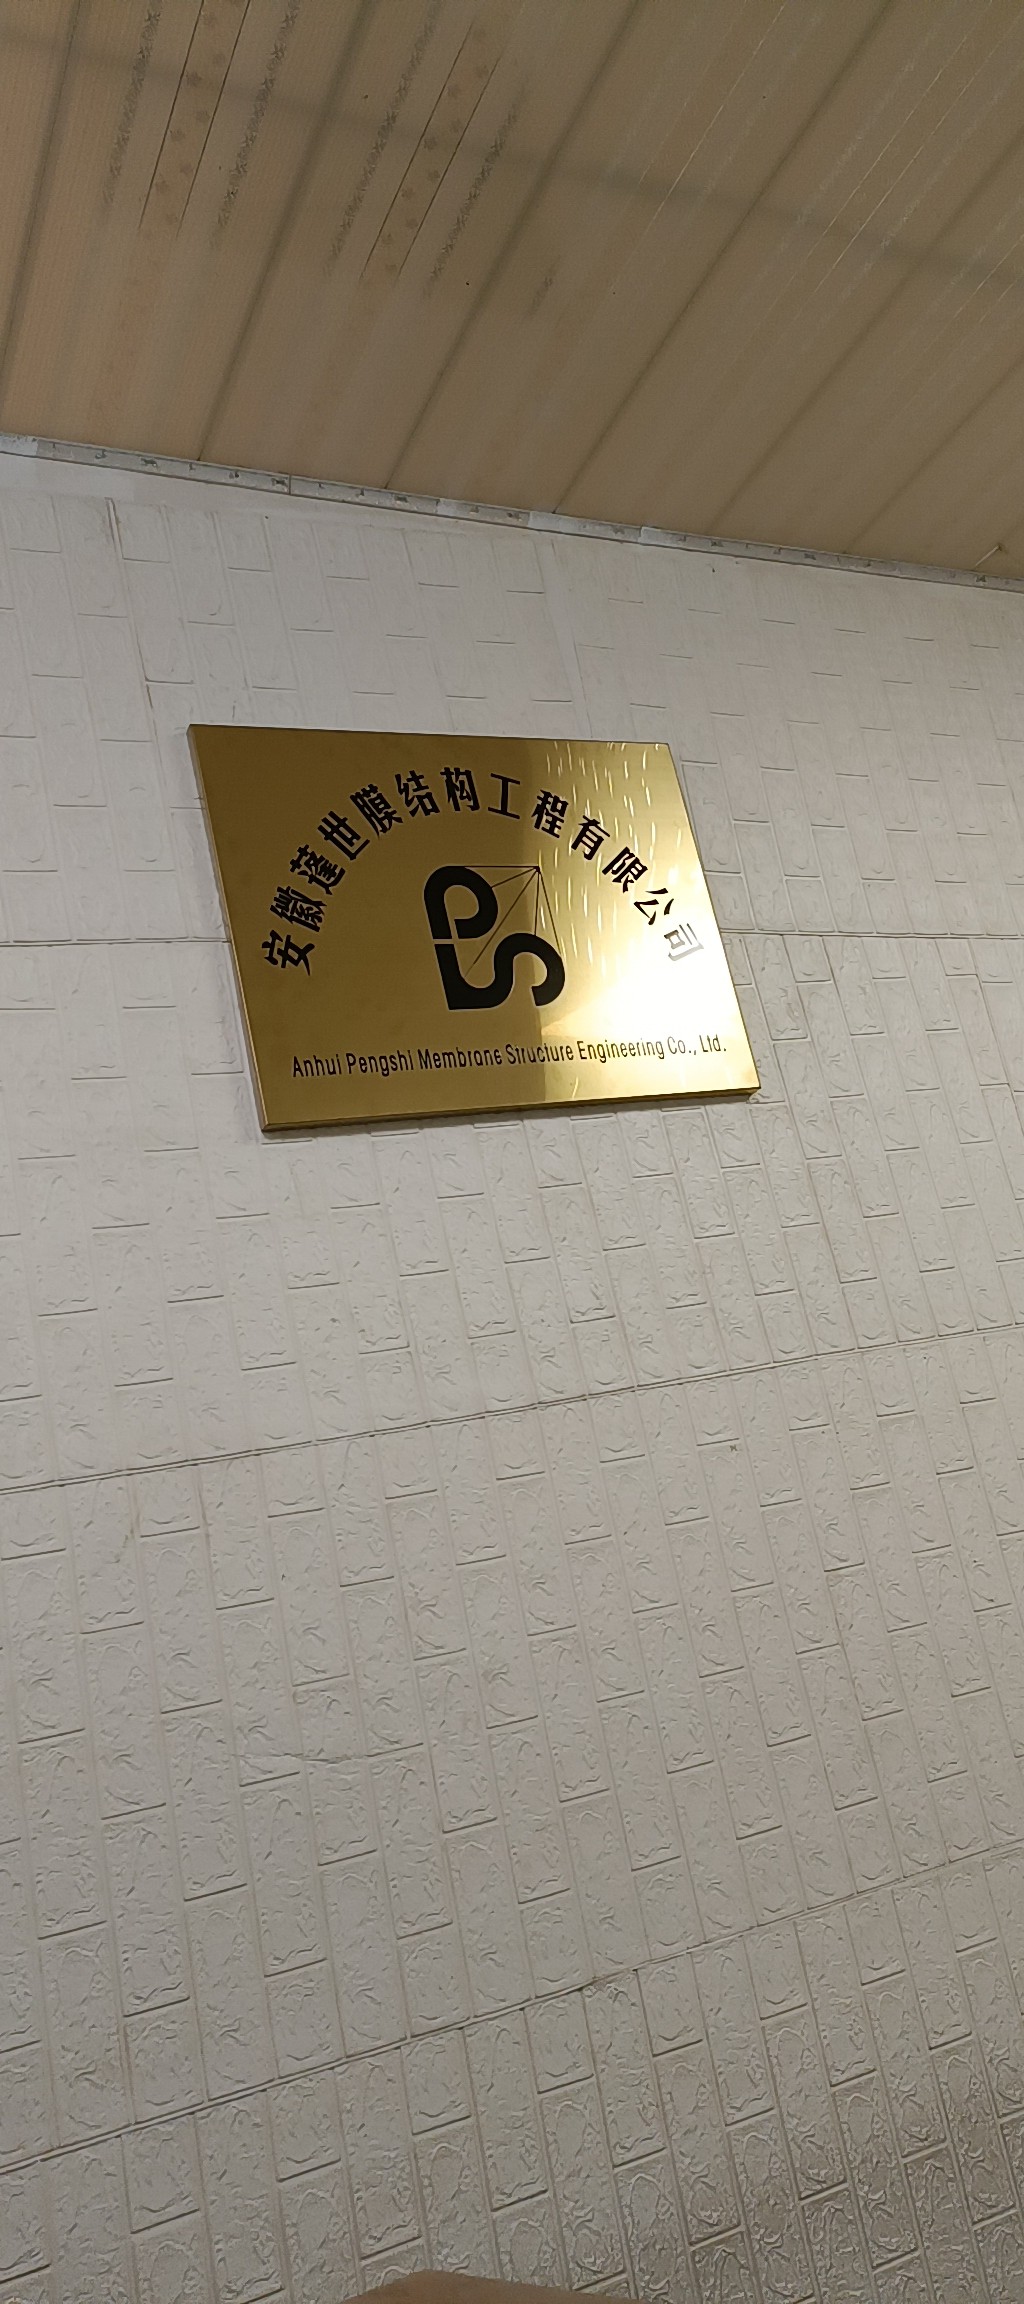 安徽蓬世膜结构工程有限公司
PS
Anhui Pengshi Membrane Structure Engineering Co., Ltd.